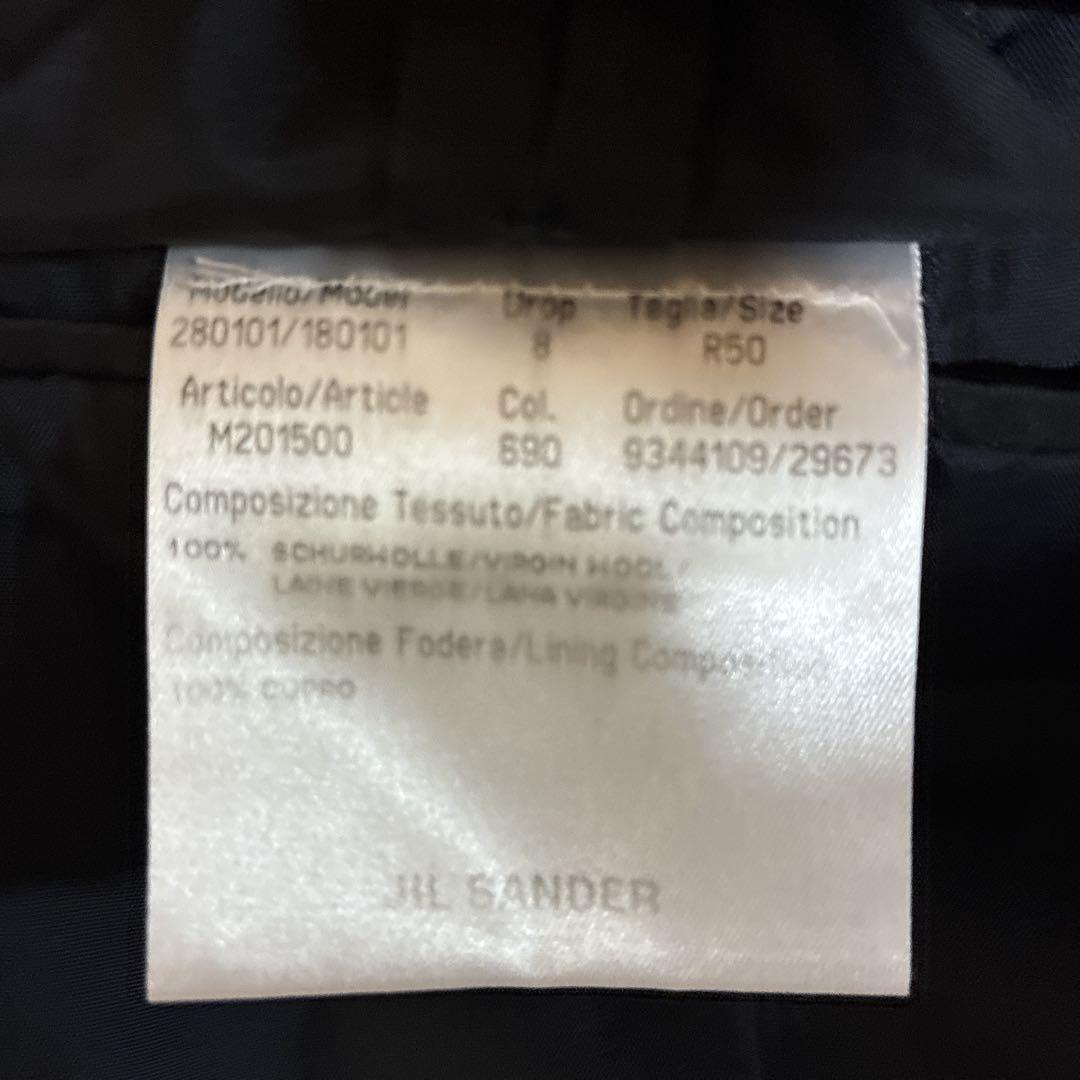 Modello/Model Drop Taglia/Size
280101/180101 8 R50
Articolo/Article Col. Ordine/Order
M201500 690 9344109/29673
Composizione Tessuto/Fabric Composition
100% SCHURWOLLE/VIRGIN WOOL/
LAINE VIERGE/LANA VIRGINE
Composizione Fodera/Lining Composition
100% CUPRO
JIL SANDER